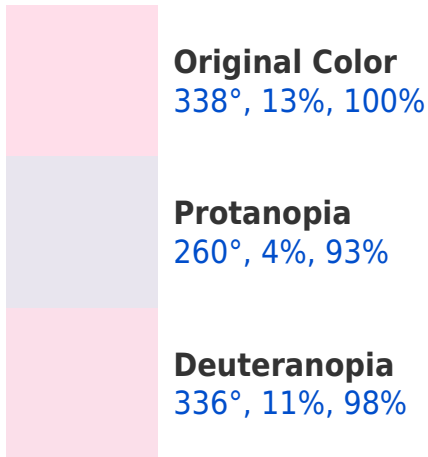 Original Color
338°, 13%, 100%
Protanopia
260°, 4%, 93%
Deuteranopia
336°, 11%, 98%